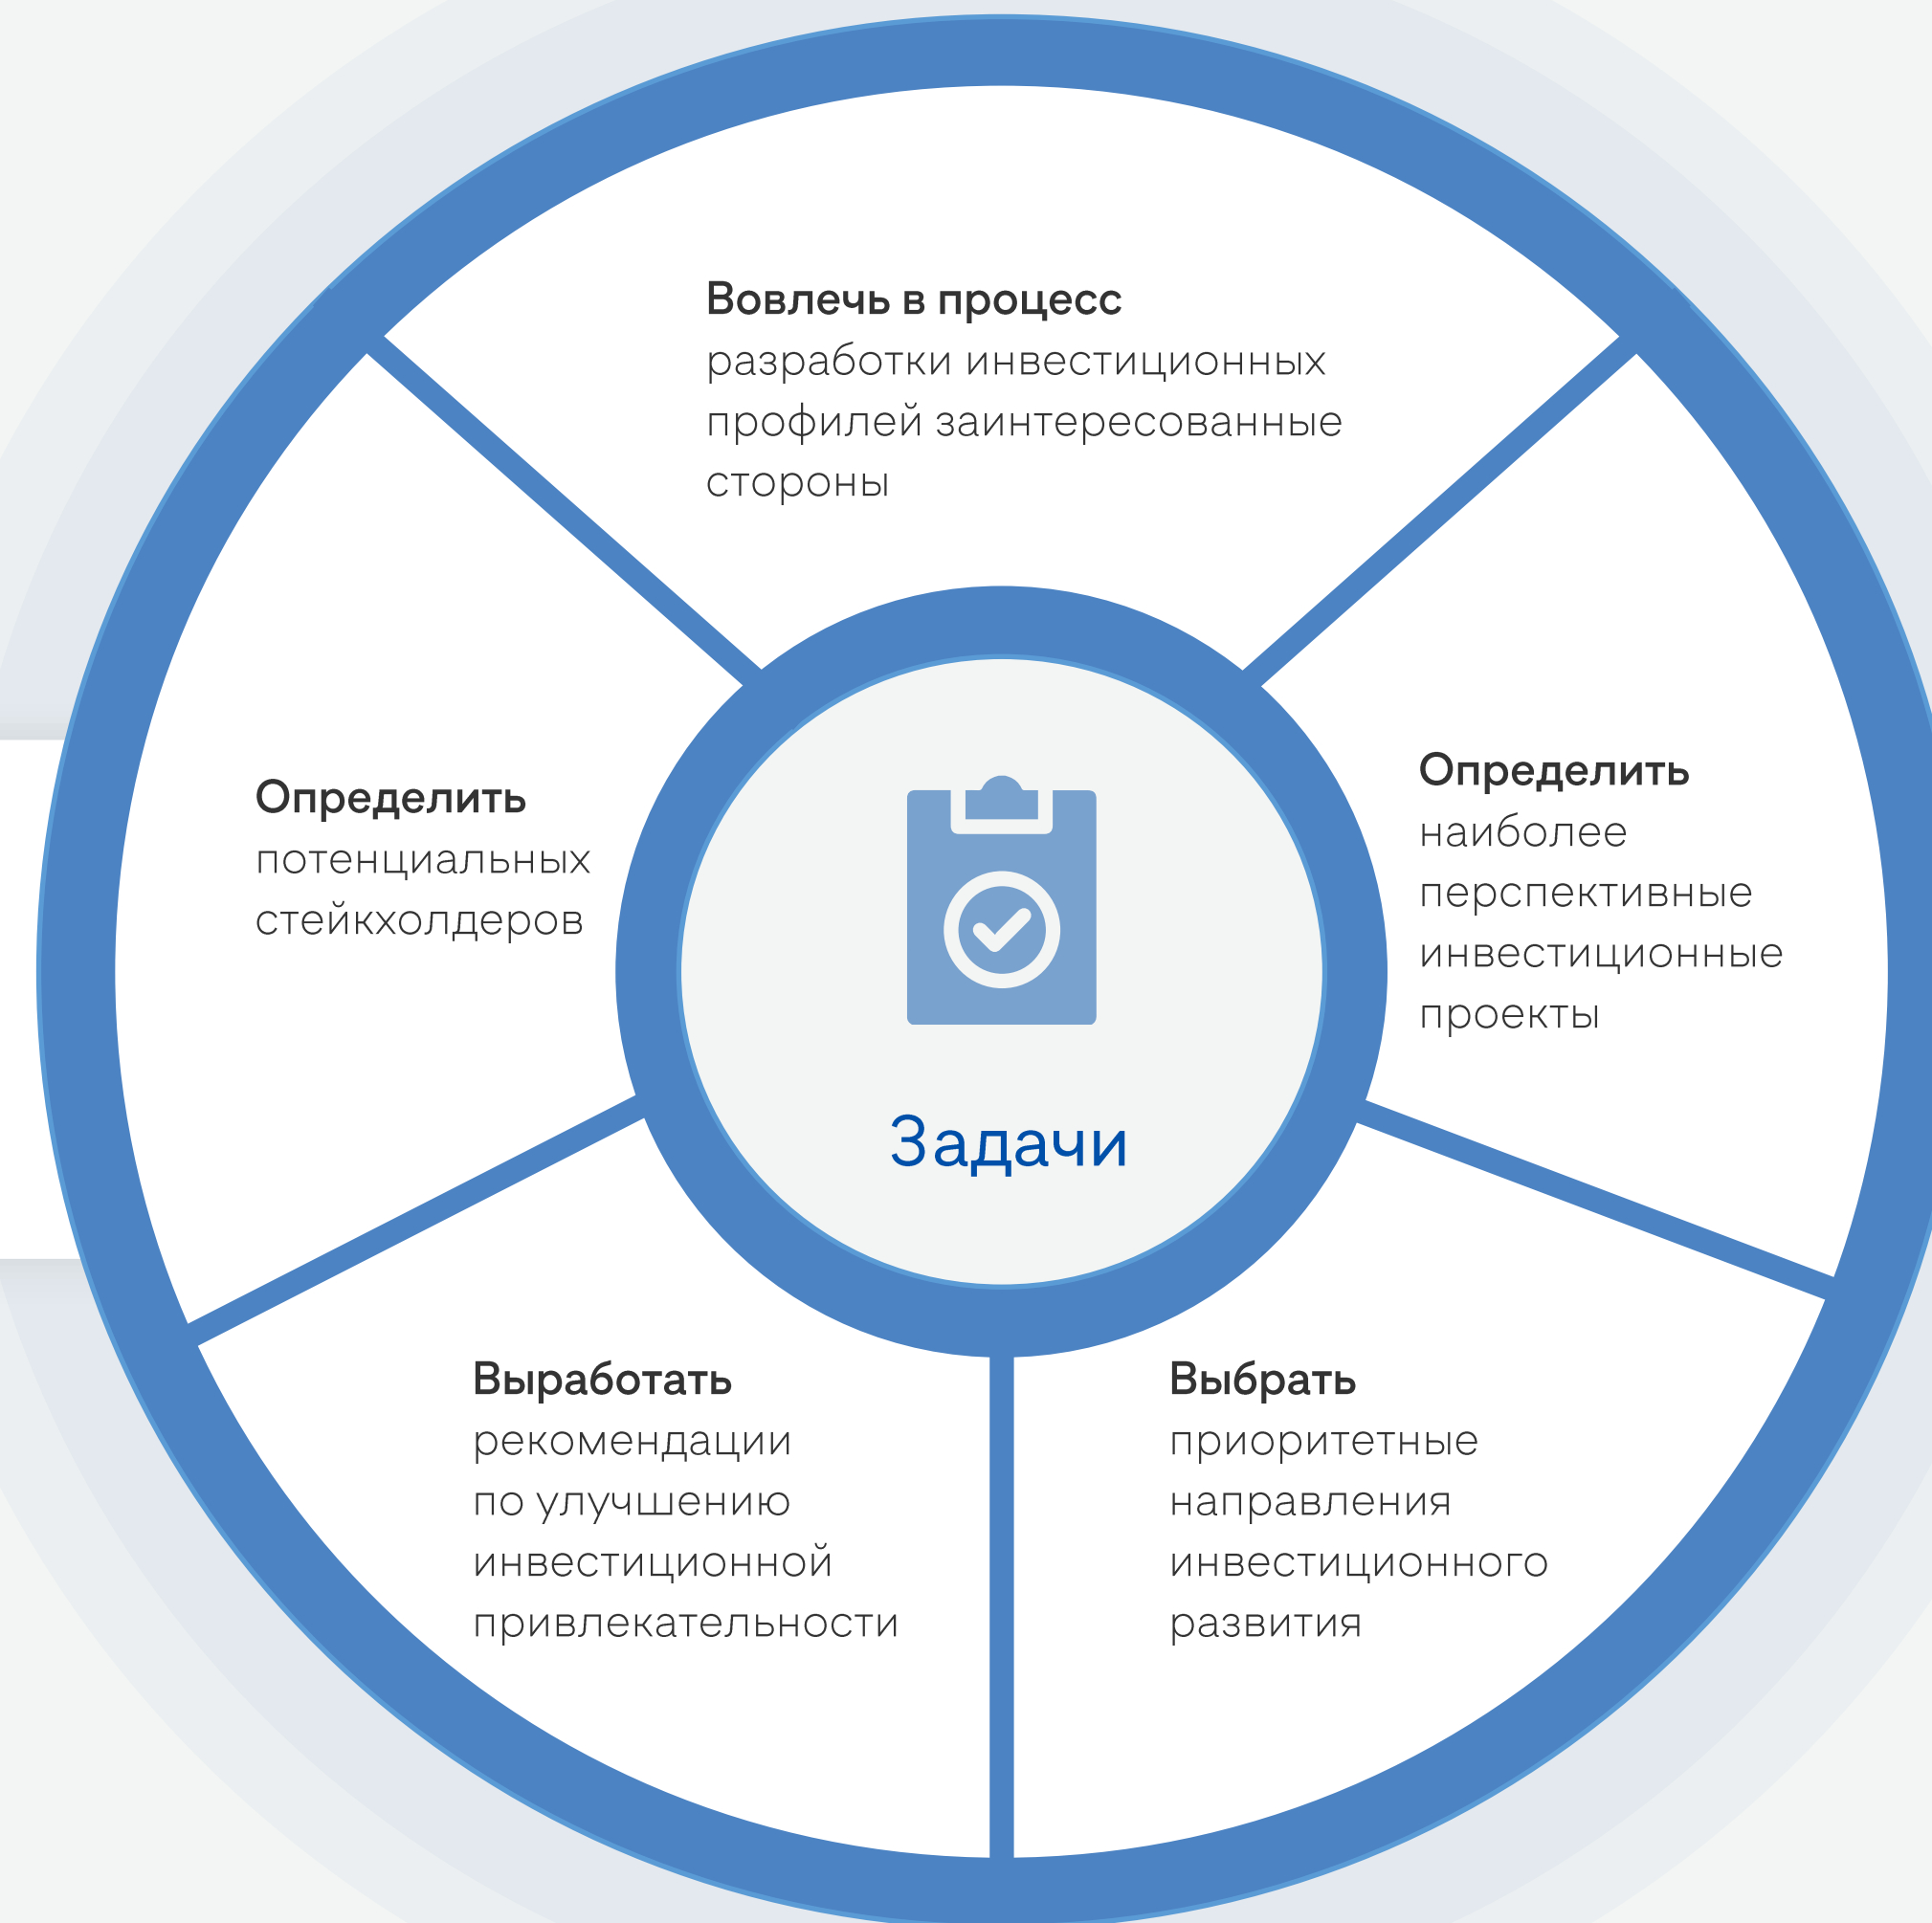 Вовлечь в процесс
разработки инвестиционных
профилей заинтересованные
стороны
Определить
наиболее
перспективные
инвестиционные
проекты
Выбрать
приоритетные
направления
инвестиционного
развития
Выработать
рекомендации
по улучшению
инвестиционной
привлекательности
Определить
потенциальных
стейкхолдеров
Задачи